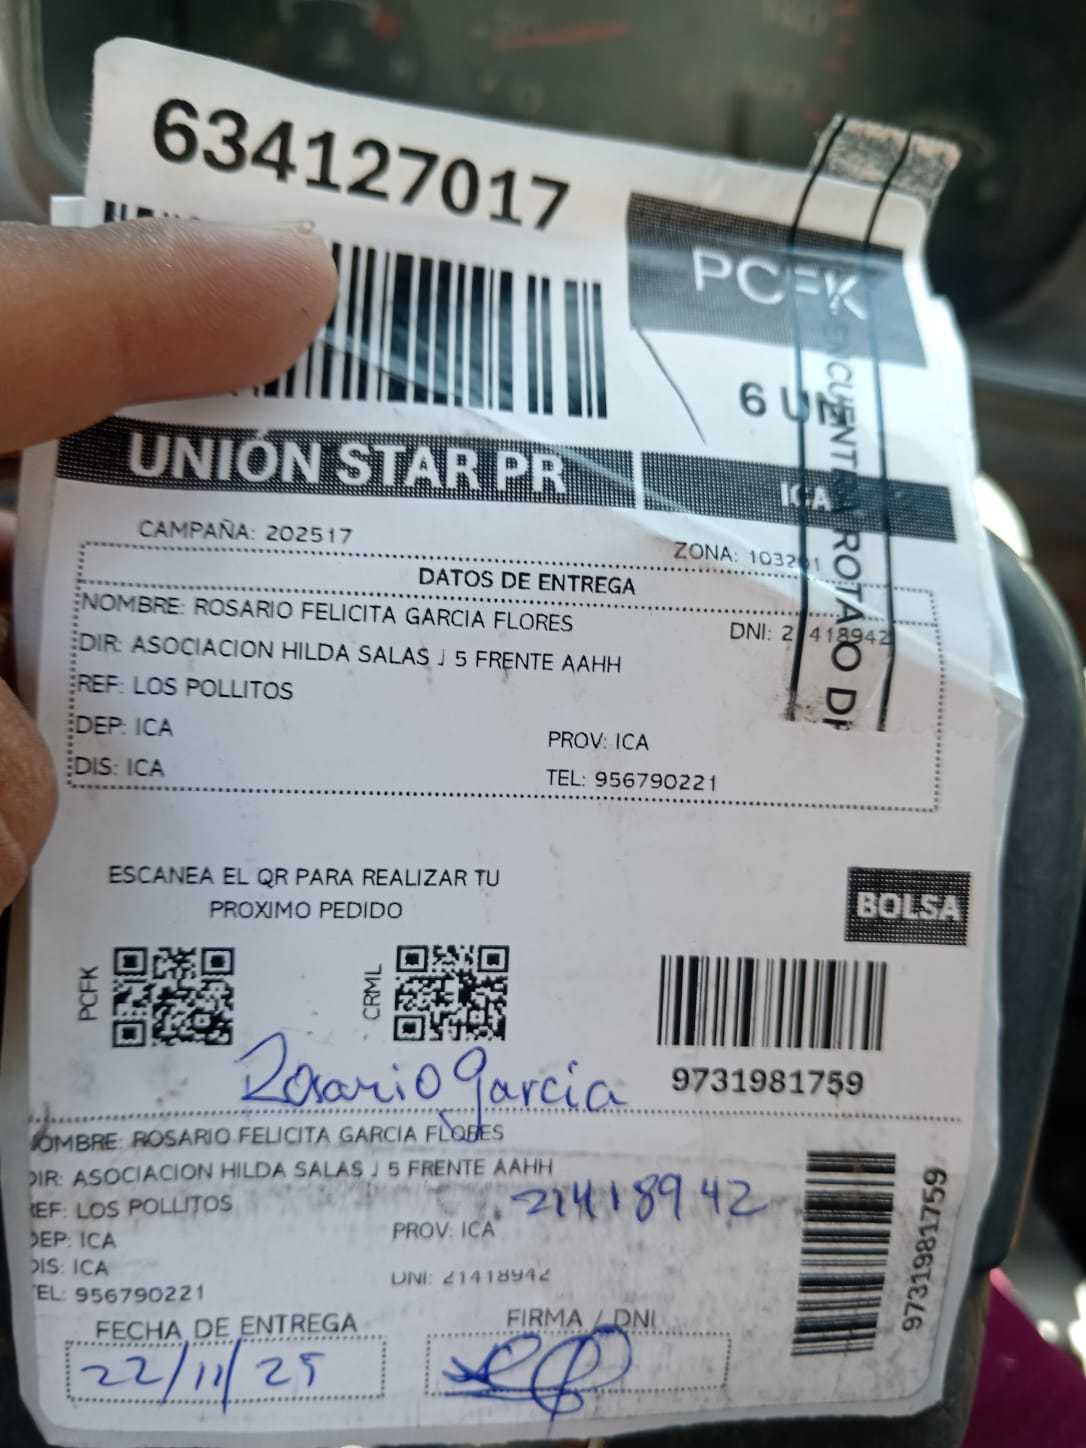 634127017
PCFK
6 U
ENCUENTRA ROTA O DE
UNIÓN STAR PR
ICA
CAMPAÑA: 202517
ZONA: 103201
DATOS DE ENTREGA
NOMBRE: ROSARIO FELICITA GARCIA FLORES
DNI: 21418942
DIR: ASOCIACION HILDA SALAS J 5 FRENTE AAHH
REF: LOS POLLITOS
DEP: ICA
PROV: ICA
DIS: ICA
TEL: 956790221
ESCANEA EL QR PARA REALIZAR TU
PROXIMO PEDIDO
BOLSA
PCFK
CRML
9731981759
Rosario Garcia
OMBRE: ROSARIO FELICITA GARCIA FLORES
DIR: ASOCIACION HILDA SALAS J 5 FRENTE AAHH
REF: LOS POLLITOS
21418942
DEP: ICA
PROV: ICA
DIS: ICA
DNI: 21418942
TEL: 956790221
9731981759
FECHA DE ENTREGA
FIRMA / DNI
22/11/25